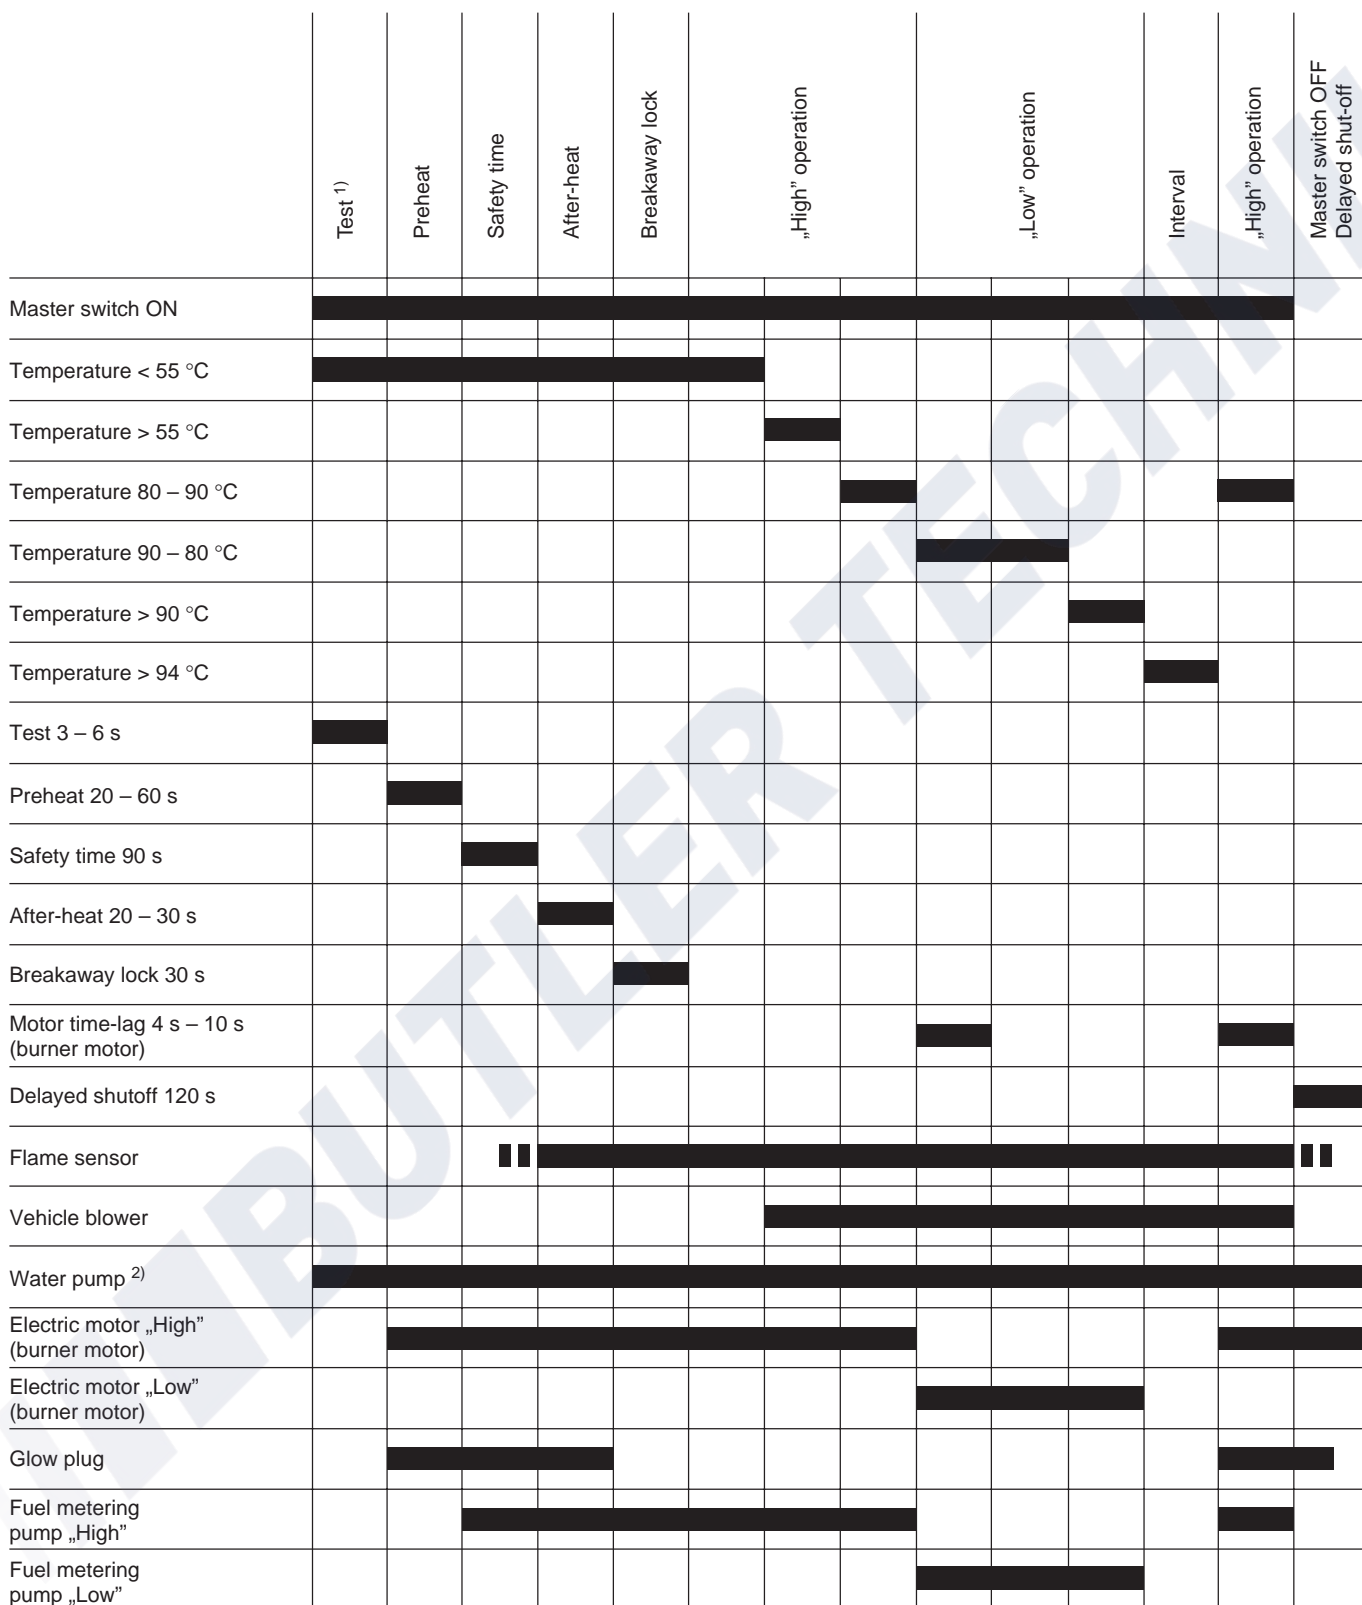 Test 1)
Preheat
Safety time
After-heat
Breakaway lock
„High” operation
„Low” operation
Interval
„High” operation
Master switch OFF
Delayed shut-off
Master switch ON
Temperature < 55 °C
Temperature > 55 °C
Temperature 80 – 90 °C
Temperature 90 – 80 °C
Temperature > 90 °C
Temperature > 94 °C
Test 3 – 6 s
Preheat 20 – 60 s
Safety time 90 s
After-heat 20 – 30 s
Breakaway lock 30 s
Motor time-lag 4 s – 10 s
(burner motor)
Delayed shutoff 120 s
Flame sensor
Vehicle blower
Water pump 2)
Electric motor „High”
(burner motor)
Electric motor „Low”
(burner motor)
Glow plug
Fuel metering
pump „High”
Fuel metering
pump „Low”
BUTLER TECHNI